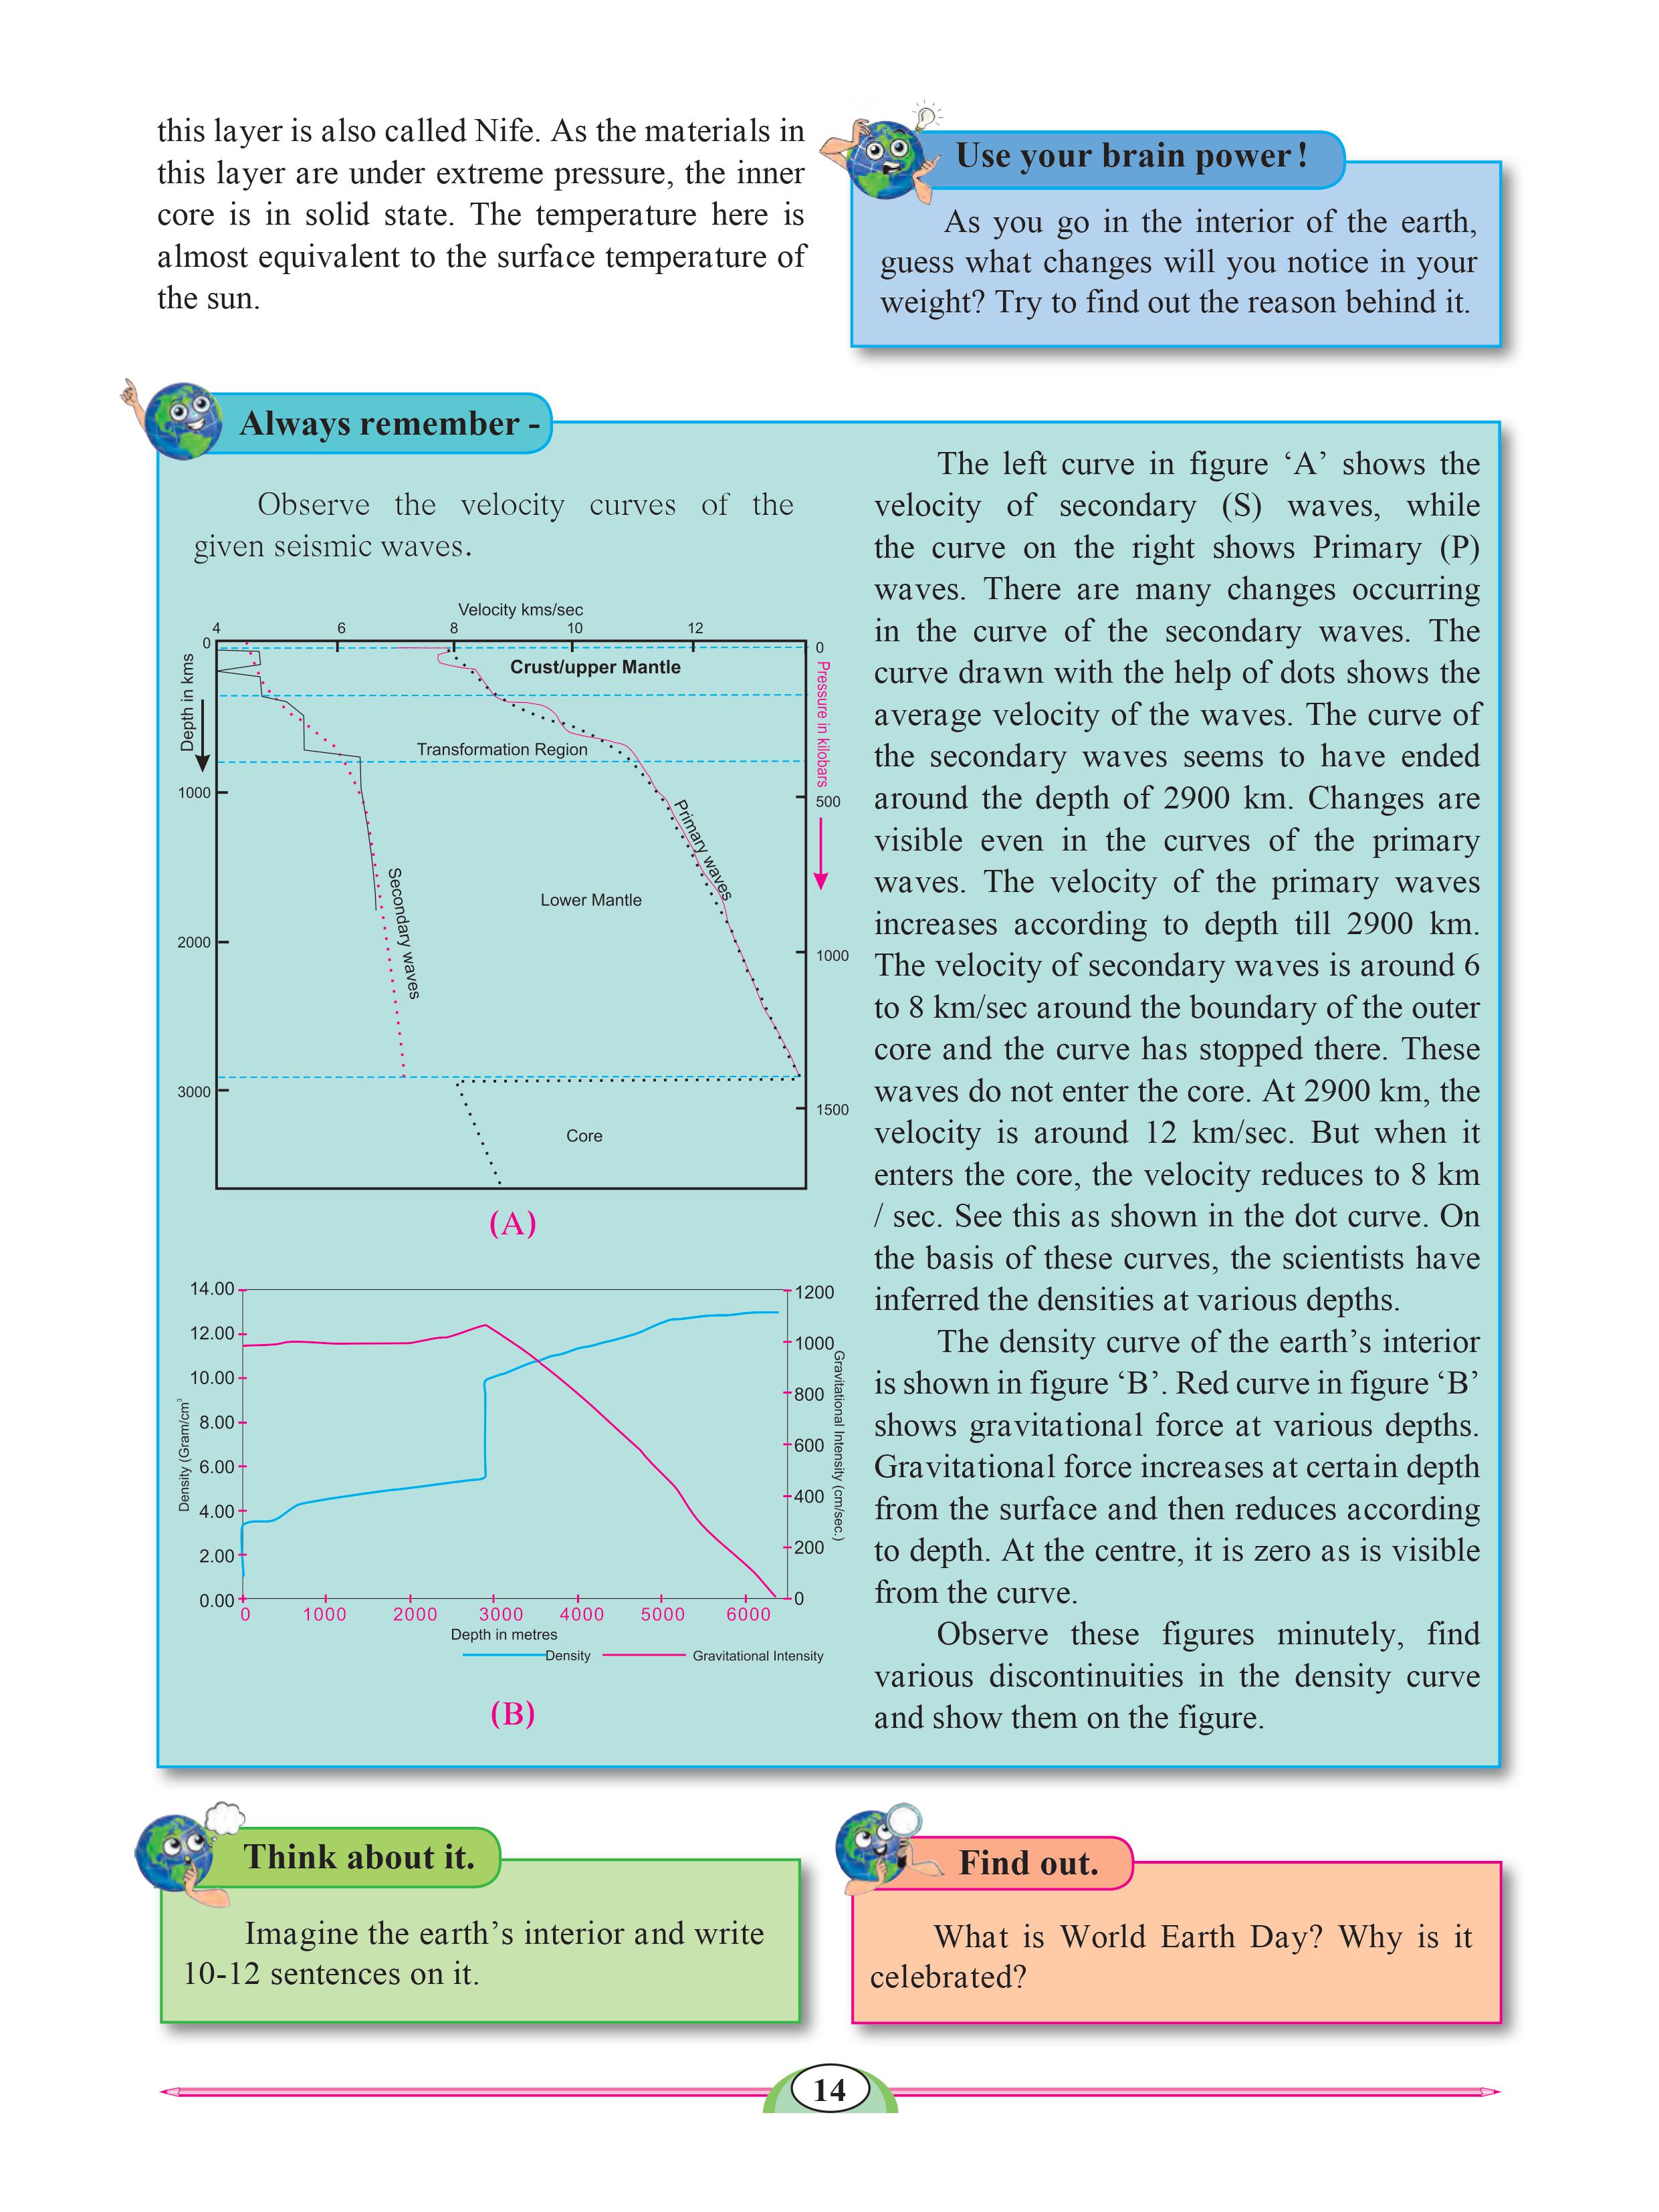 this layer is also called Nife. As the materials in
this layer are under extreme pressure, the inner
core is in solid state. The temperature here is
almost equivalent to the surface temperature of
the sun.
Use your brain power !
As you go in the interior of the earth,
guess what changes will you notice in your
weight? Try to find out the reason behind it.
Always remember -
Observe the velocity curves of the
given seismic waves.
Velocity kms/sec
4 6 8 10 12
0
1000
2000
3000
Depth in kms
0
500
1000
1500
Pressure in kilobars
Crust/upper Mantle
Transformation Region
Primary waves
Secondary waves
Lower Mantle
Core
(A)
14.00
12.00
10.00
8.00
6.00
4.00
2.00
0.00
Density (Gram/cm³
1200
1000
800
600
400
200
0
Gravitational Intensity (cm/sec.)
0 1000 2000 3000 4000 5000 6000
Depth in metres
Density Gravitational Intensity
(B)
The left curve in figure ‘A’ shows the
velocity of secondary (S) waves, while
the curve on the right shows Primary (P)
waves. There are many changes occurring
in the curve of the secondary waves. The
curve drawn with the help of dots shows the
average velocity of the waves. The curve of
the secondary waves seems to have ended
around the depth of 2900 km. Changes are
visible even in the curves of the primary
waves. The velocity of the primary waves
increases according to depth till 2900 km.
The velocity of secondary waves is around 6
to 8 km/sec around the boundary of the outer
core and the curve has stopped there. These
waves do not enter the core. At 2900 km, the
velocity is around 12 km/sec. But when it
enters the core, the velocity reduces to 8 km
/ sec. See this as shown in the dot curve. On
the basis of these curves, the scientists have
inferred the densities at various depths.
The density curve of the earth’s interior
is shown in figure ‘B’. Red curve in figure ‘B’
shows gravitational force at various depths.
Gravitational force increases at certain depth
from the surface and then reduces according
to depth. At the centre, it is zero as is visible
from the curve.
Observe these figures minutely, find
various discontinuities in the density curve
and show them on the figure.
Think about it.
Imagine the earth’s interior and write
10-12 sentences on it.
Find out.
What is World Earth Day? Why is it
celebrated?
14